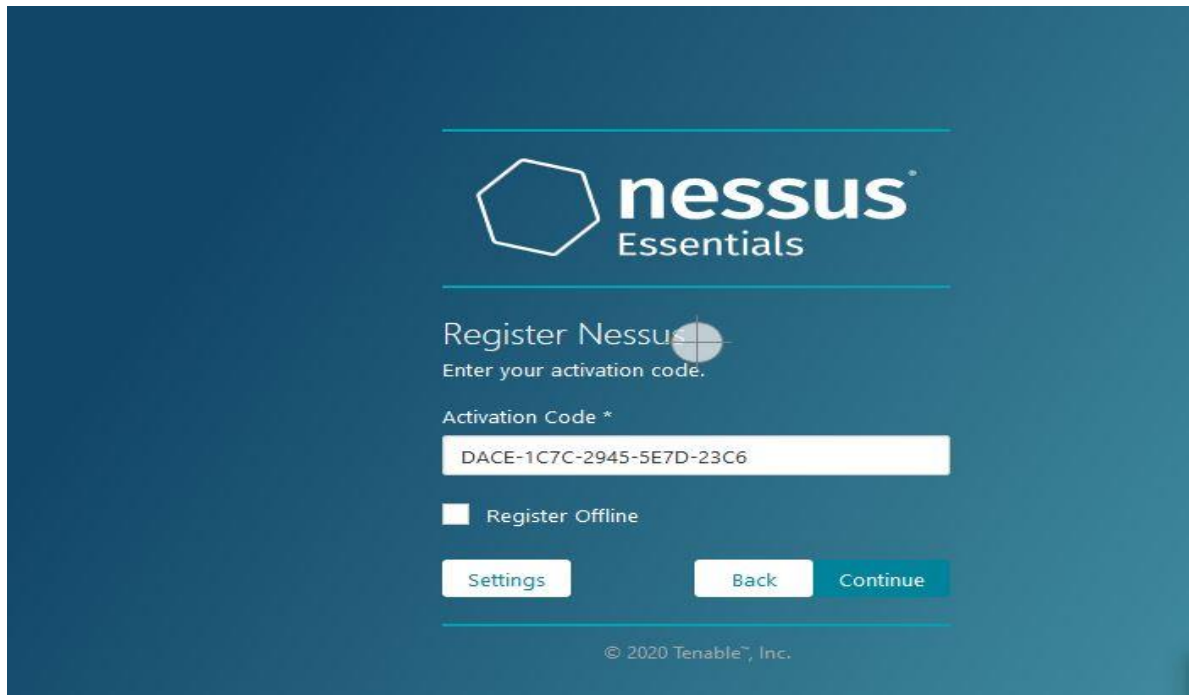 nessus®
Essentials
Register Nessus
Enter your activation code.
Activation Code *
DACE-1C7C-2945-5E7D-23C6
Register Offline
Settings Back Continue
© 2020 Tenable™, Inc.